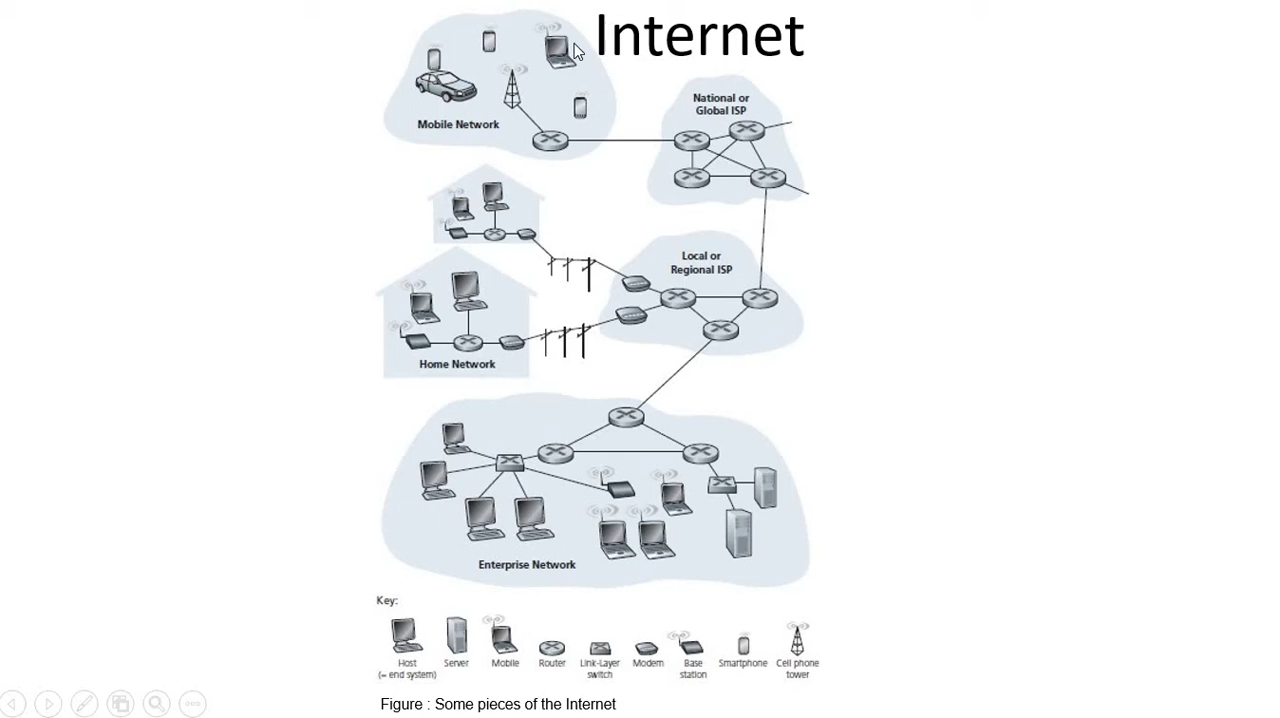 Internet
National or
Global ISP
Mobile Network
Local or
Regional ISP
Home Network
Enterprise Network
Key:
Host
(= end system)
Server
Mobile
Router
Link-Layer
switch
Modem
Base
station
Smartphone
Cell phone
tower
Figure : Some pieces of the Internet